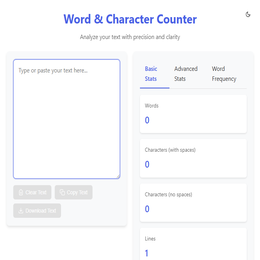 Word & Character Counter
Analyze your text with precision and clarity
Type or paste your text here...
Clear Text
Copy Text
Download Text
Basic Stats
Advanced Stats
Word Frequency
Words
0
Characters (with spaces)
0
Characters (no spaces)
0
Lines
1